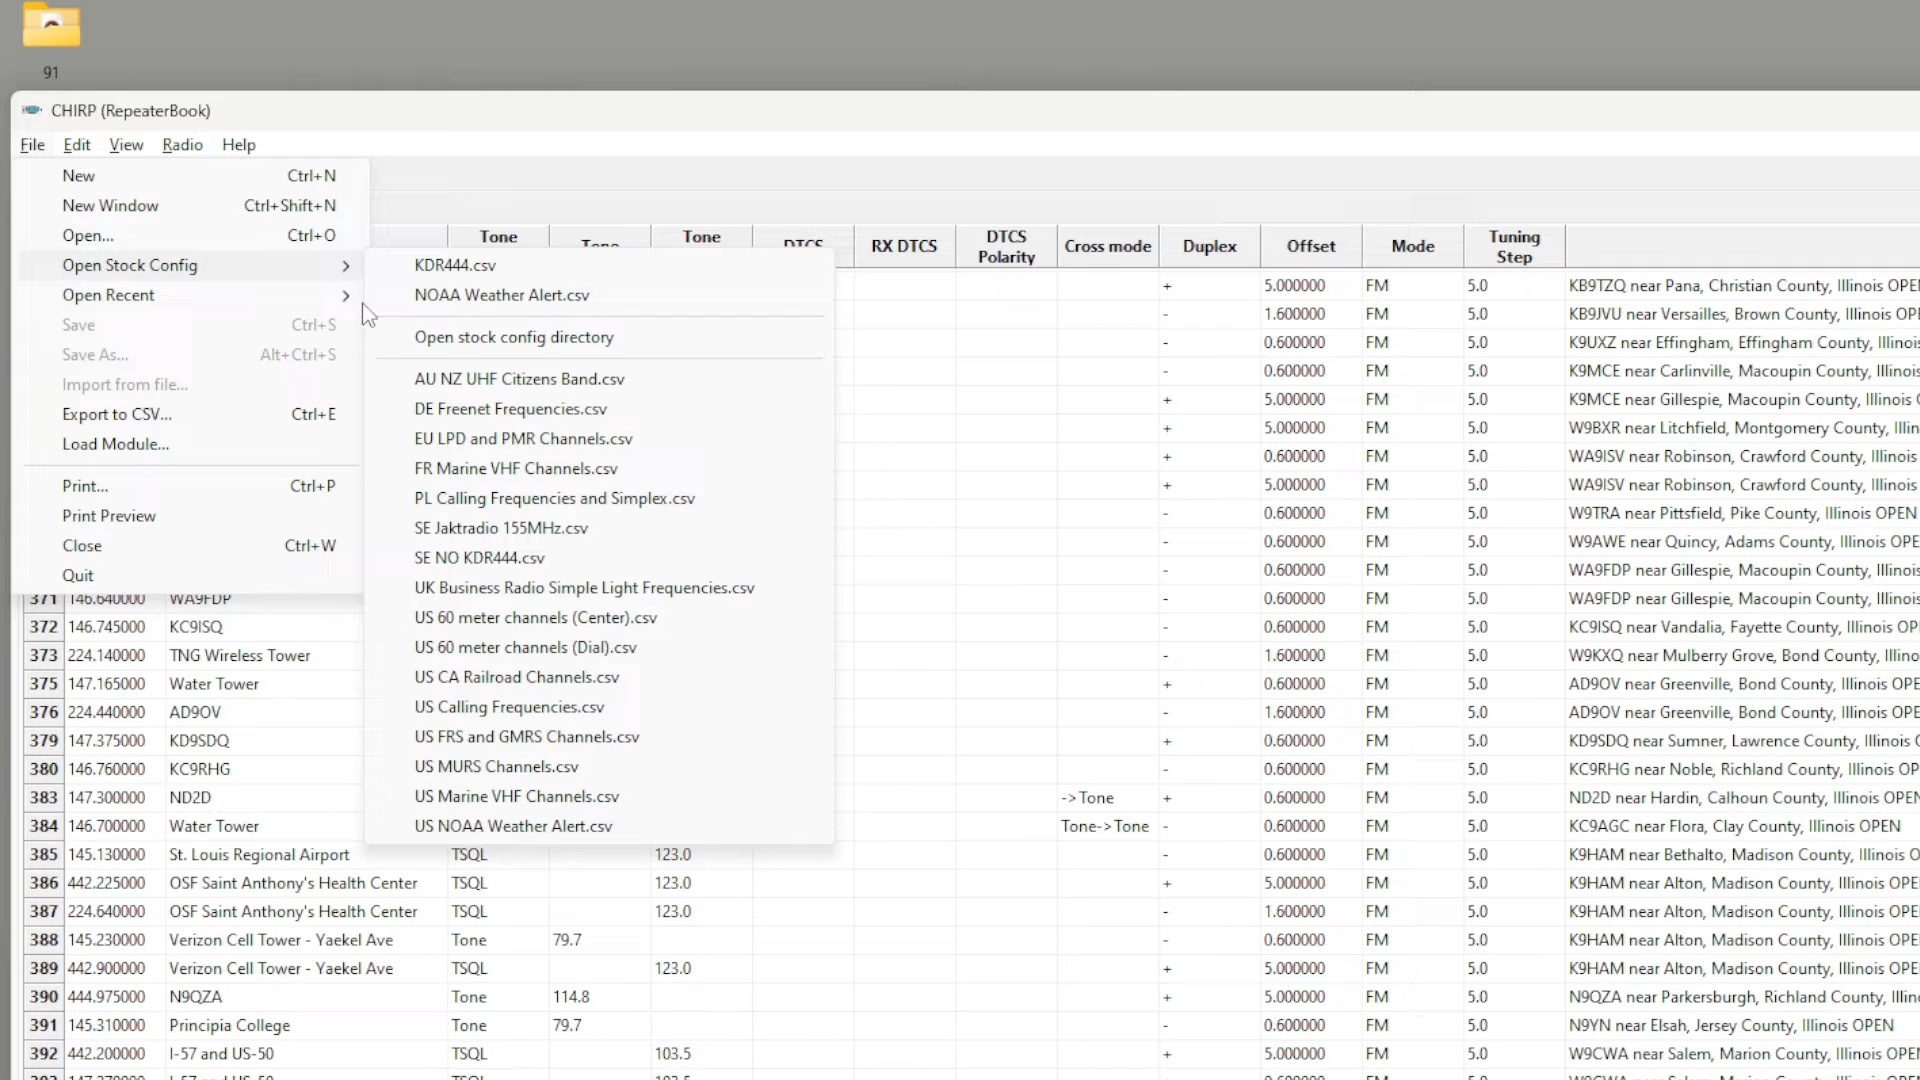 91
CHIRP (RepeaterBook)
File Edit View Radio Help
New Ctrl+N
New Window Ctrl+Shift+N
Open... Ctrl+O
Open Stock Config
Open Recent
Save Ctrl+S
Save As... Alt+Ctrl+S
Import from file...
Export to CSV... Ctrl+E
Load Module...
Print... Ctrl+P
Print Preview
Close Ctrl+W
Quit
KDR444.csv
NOAA Weather Alert.csv
Open stock config directory
AU NZ UHF Citizens Band.csv
DE Freenet Frequencies.csv
EU LPD and PMR Channels.csv
FR Marine VHF Channels.csv
PL Calling Frequencies and Simplex.csv
SE Jaktradio 155MHz.csv
SE NO KDR444.csv
UK Business Radio Simple Light Frequencies.csv
US 60 meter channels (Center).csv
US 60 meter channels (Dial).csv
US CA Railroad Channels.csv
US Calling Frequencies.csv
US FRS and GMRS Channels.csv
US MURS Channels.csv
US Marine VHF Channels.csv
US NOAA Weather Alert.csv
Tone Tone Tone DTCS RX DTCS DTCS Polarity Cross mode Duplex Offset Mode Tuning Step
+ 5.000000 FM 5.0 KB9TZQ near Pana, Christian County, Illinois OPE
- 1.600000 FM 5.0 KB9JVU near Versailles, Brown County, Illinois OP
- 0.600000 FM 5.0 K9UXZ near Effingham, Effingham County, Illinois
- 0.600000 FM 5.0 K9MCE near Carlinville, Macoupin County, Illinois
+ 5.000000 FM 5.0 K9MCE near Gillespie, Macoupin County, Illinois
+ 5.000000 FM 5.0 W9BXR near Litchfield, Montgomery County, Illin
+ 0.600000 FM 5.0 WA9ISV near Robinson, Crawford County, Illinois
+ 5.000000 FM 5.0 WA9ISV near Robinson, Crawford County, Illinois
- 0.600000 FM 5.0 W9TRA near Pittsfield, Pike County, Illinois OPEN
- 0.600000 FM 5.0 W9AWE near Quincy, Adams County, Illinois OPE
- 0.600000 FM 5.0 WA9FDP near Gillespie, Macoupin County, Illinois
371 146.640000 WA9FDP - 0.600000 FM 5.0 WA9FDP near Gillespie, Macoupin County, Illinois
372 146.745000 KC9ISQ - 0.600000 FM 5.0 KC9ISQ near Vandalia, Fayette County, Illinois OP
373 224.140000 TNG Wireless Tower - 1.600000 FM 5.0 W9KXQ near Mulberry Grove, Bond County, Illino
375 147.165000 Water Tower + 0.600000 FM 5.0 AD9OV near Greenville, Bond County, Illinois OPE
376 224.440000 AD9OV - 1.600000 FM 5.0 AD9OV near Greenville, Bond County, Illinois OPE
379 147.375000 KD9SDQ + 0.600000 FM 5.0 KD9SDQ near Sumner, Lawrence County, Illinois
380 146.760000 KC9RHG - 0.600000 FM 5.0 KC9RHG near Noble, Richland County, Illinois OP
383 147.300000 ND2D ->Tone + 0.600000 FM 5.0 ND2D near Hardin, Calhoun County, Illinois OPEN
384 146.700000 Water Tower Tone->Tone - 0.600000 FM 5.0 KC9AGC near Flora, Clay County, Illinois OPEN
385 145.130000 St. Louis Regional Airport TSQL 123.0 - 0.600000 FM 5.0 K9HAM near Bethalto, Madison County, Illinois O
386 442.225000 OSF Saint Anthony's Health Center TSQL 123.0 + 5.000000 FM 5.0 K9HAM near Alton, Madison County, Illinois OPE
387 224.640000 OSF Saint Anthony's Health Center TSQL 123.0 - 1.600000 FM 5.0 K9HAM near Alton, Madison County, Illinois OPE
388 145.230000 Verizon Cell Tower - Yaekel Ave Tone 79.7 - 0.600000 FM 5.0 K9HAM near Alton, Madison County, Illinois OPE
389 442.900000 Verizon Cell Tower - Yaekel Ave TSQL 123.0 + 5.000000 FM 5.0 K9HAM near Alton, Madison County, Illinois OPE
390 444.975000 N9QZA Tone 114.8 + 5.000000 FM 5.0 N9QZA near Parkersburgh, Richland County, Illin
391 145.310000 Principia College Tone 79.7 - 0.600000 FM 5.0 N9YN near Elsah, Jersey County, Illinois OPEN
392 442.200000 I-57 and US-50 TSQL 103.5 + 5.000000 FM 5.0 W9CWA near Salem, Marion County, Illinois OPE